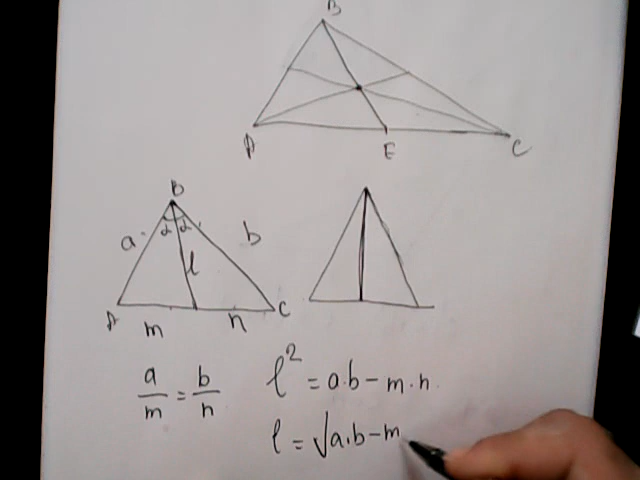 B
A E C
B
α α
a b
l
A m n C
a/m = b/n
l² = a·b - m·n
l = √a·b - m